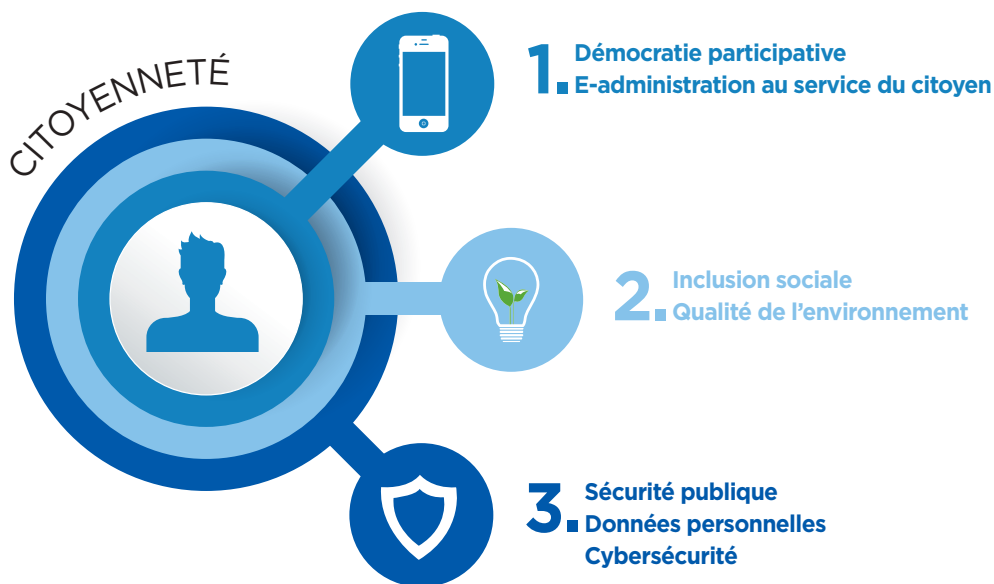 CITOYENNETÉ
1. Démocratie participative
E-administration au service du citoyen
2. Inclusion sociale
Qualité de l’environnement
3. Sécurité publique
Données personnelles
Cybersécurité